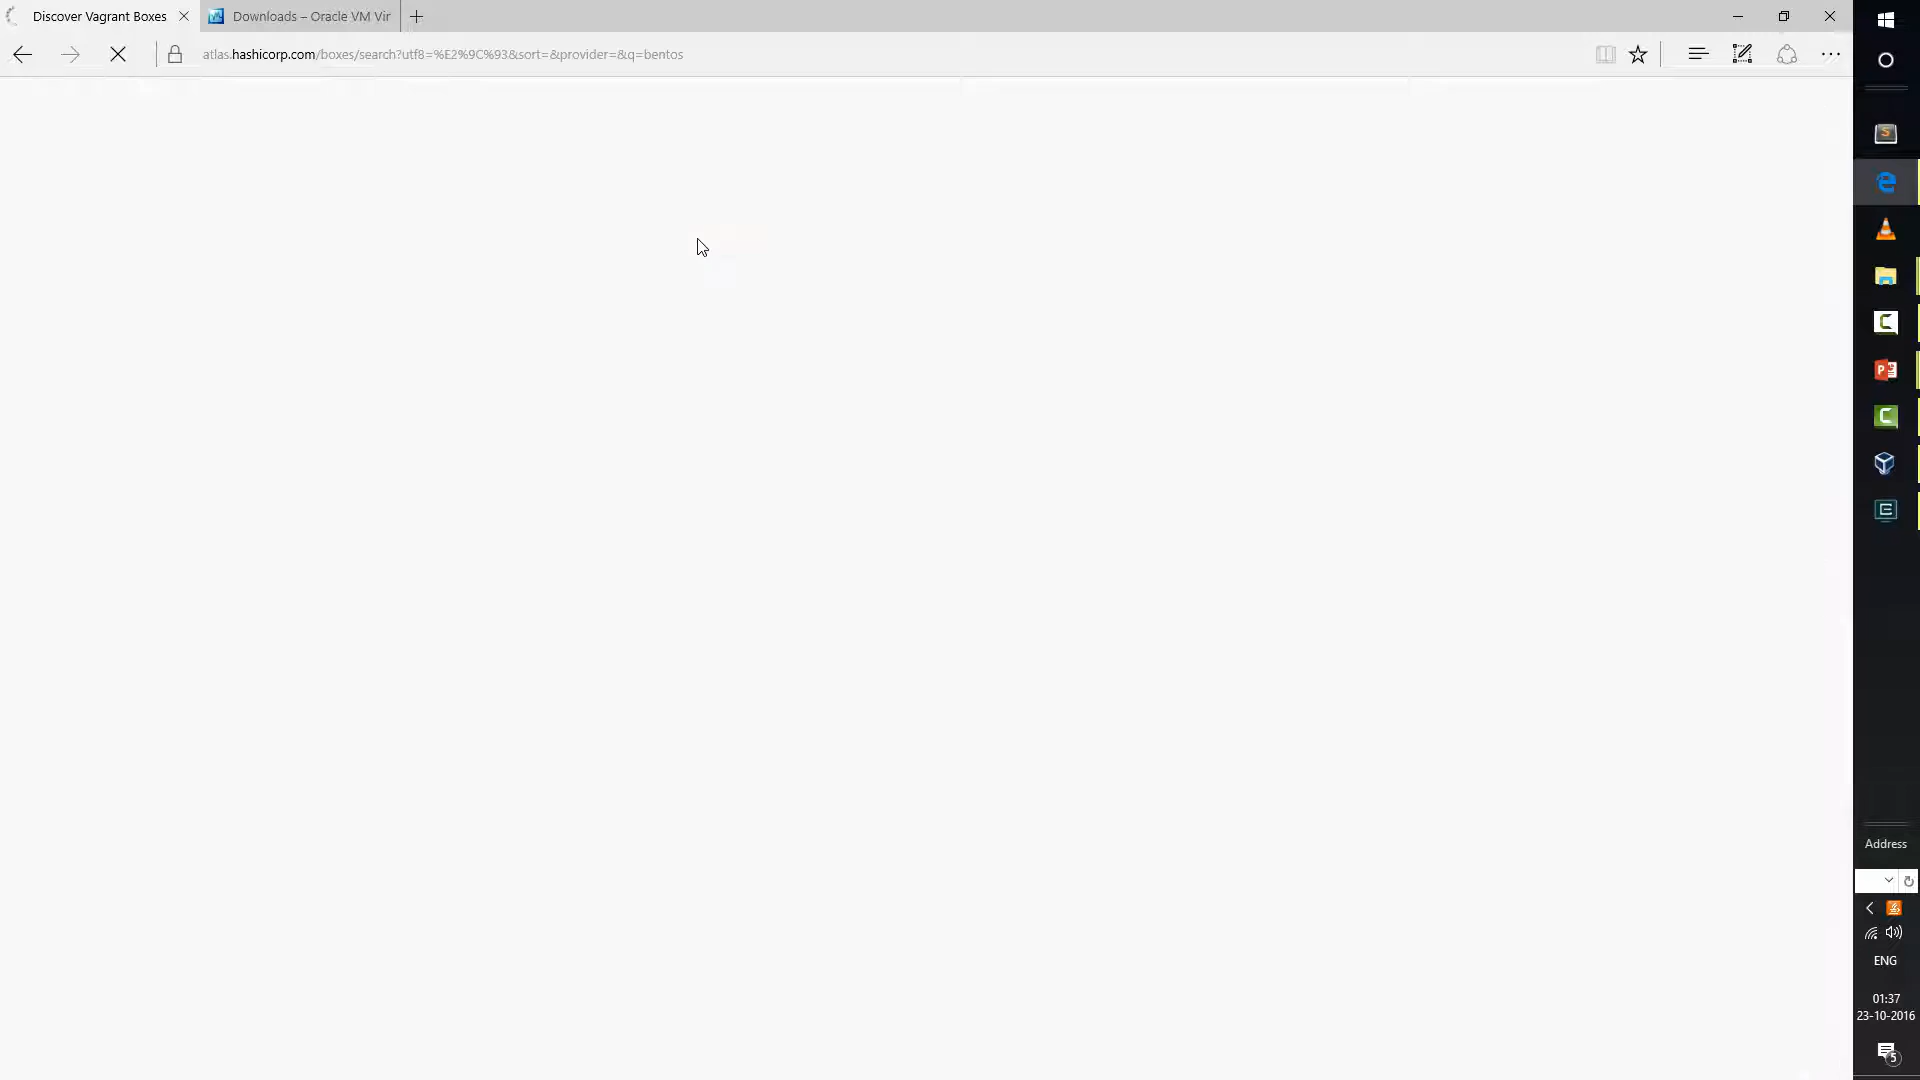 Discover Vagrant Boxes
Downloads – Oracle VM Vir
atlas.hashicorp.com/boxes/search?utf8=%E2%9C%93&sort=&provider=&q=bentos
Address
ENG
01:37
23-10-2016
5